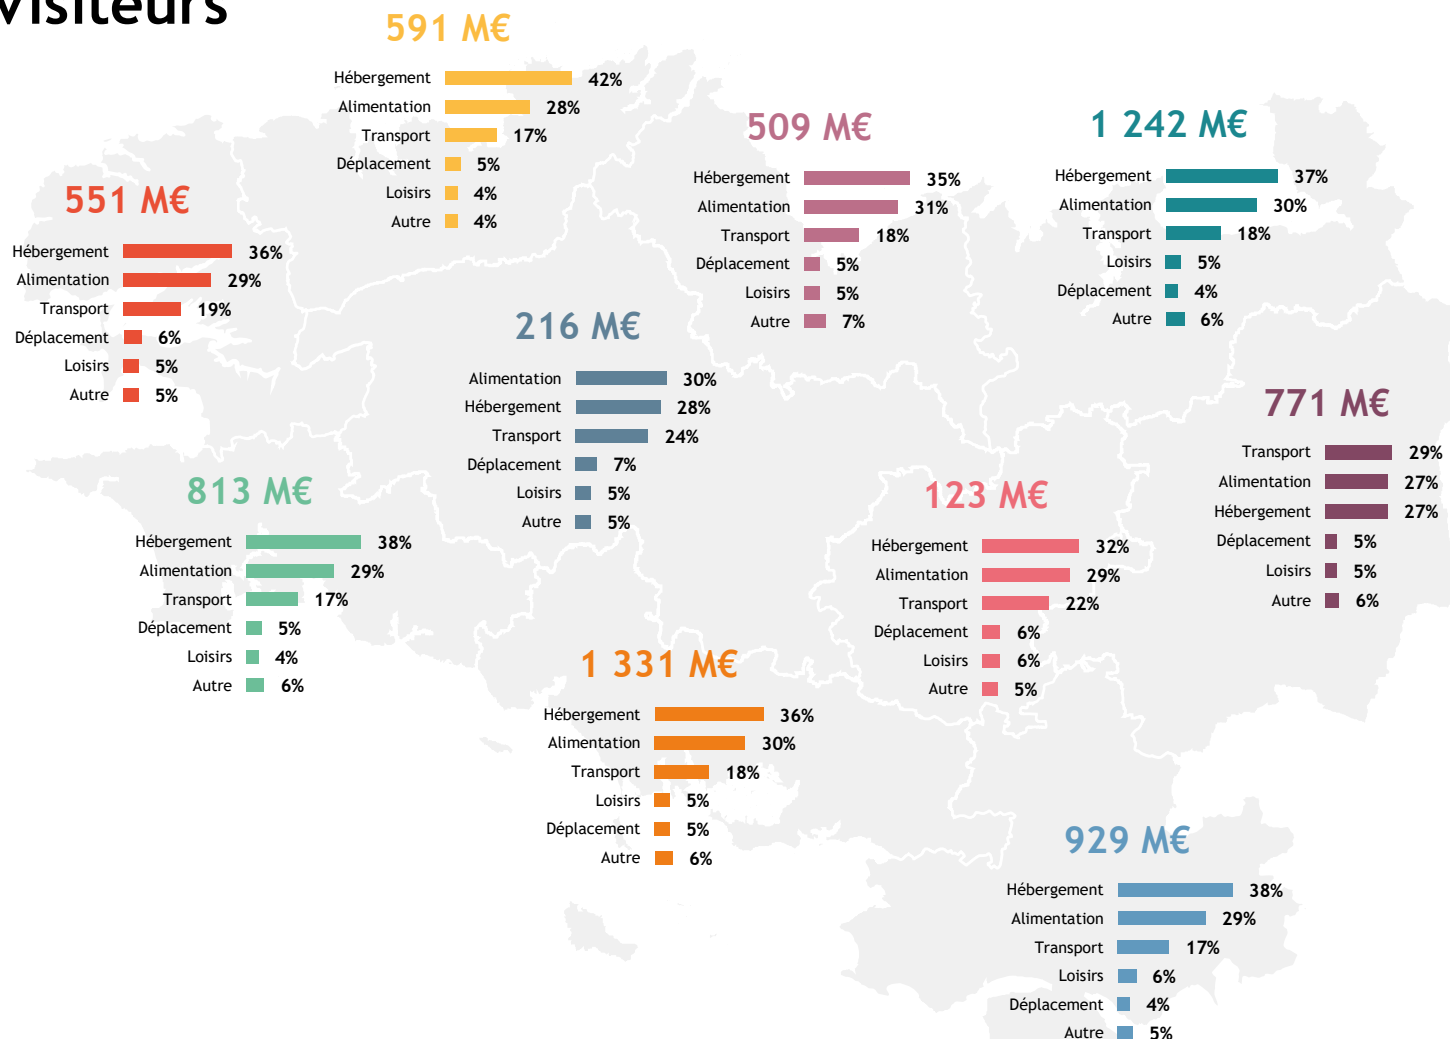 Visiteurs
591 M€
Hébergement 42%
Alimentation 28%
Transport 17%
Déplacement 5%
Loisirs 4%
Autre 4%
509 M€
Hébergement 35%
Alimentation 31%
Transport 18%
Déplacement 5%
Loisirs 5%
Autre 7%
1 242 M€
Hébergement 37%
Alimentation 30%
Transport 18%
Loisirs 5%
Déplacement 4%
Autre 6%
551 M€
Hébergement 36%
Alimentation 29%
Transport 19%
Déplacement 6%
Loisirs 5%
Autre 5%
216 M€
Alimentation 30%
Hébergement 28%
Transport 24%
Déplacement 7%
Loisirs 5%
Autre 5%
771 M€
Transport 29%
Alimentation 27%
Hébergement 27%
Déplacement 5%
Loisirs 5%
Autre 6%
813 M€
Hébergement 38%
Alimentation 29%
Transport 17%
Déplacement 5%
Loisirs 4%
Autre 6%
123 M€
Hébergement 32%
Alimentation 29%
Transport 22%
Déplacement 6%
Loisirs 6%
Autre 5%
1 331 M€
Hébergement 36%
Alimentation 30%
Transport 18%
Loisirs 5%
Déplacement 5%
Autre 6%
929 M€
Hébergement 38%
Alimentation 29%
Transport 17%
Loisirs 6%
Déplacement 4%
Autre 5%